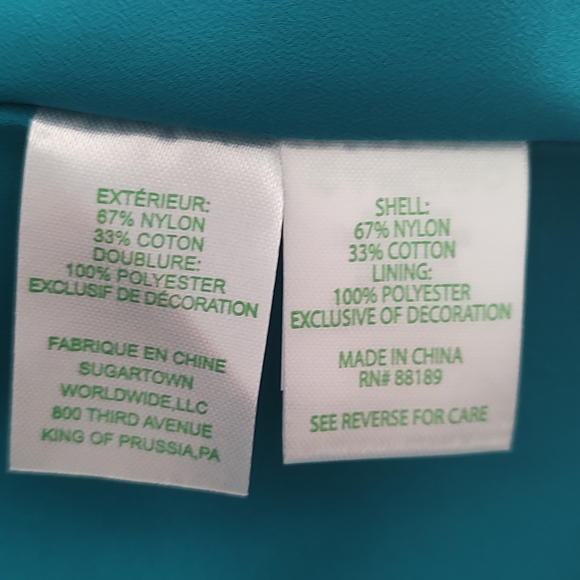 EXTÉRIEUR:
67% NYLON
33% COTON
DOUBLURE:
100% POLYESTER
EXCLUSIF DE DÉCORATION
FABRIQUE EN CHINE
SUGARTOWN
WORLDWIDE,LLC
800 THIRD AVENUE
KING OF PRUSSIA,PA
SHELL:
67% NYLON
33% COTTON
LINING:
100% POLYESTER
EXCLUSIVE OF DECORATION
MADE IN CHINA
RN# 88189
SEE REVERSE FOR CARE